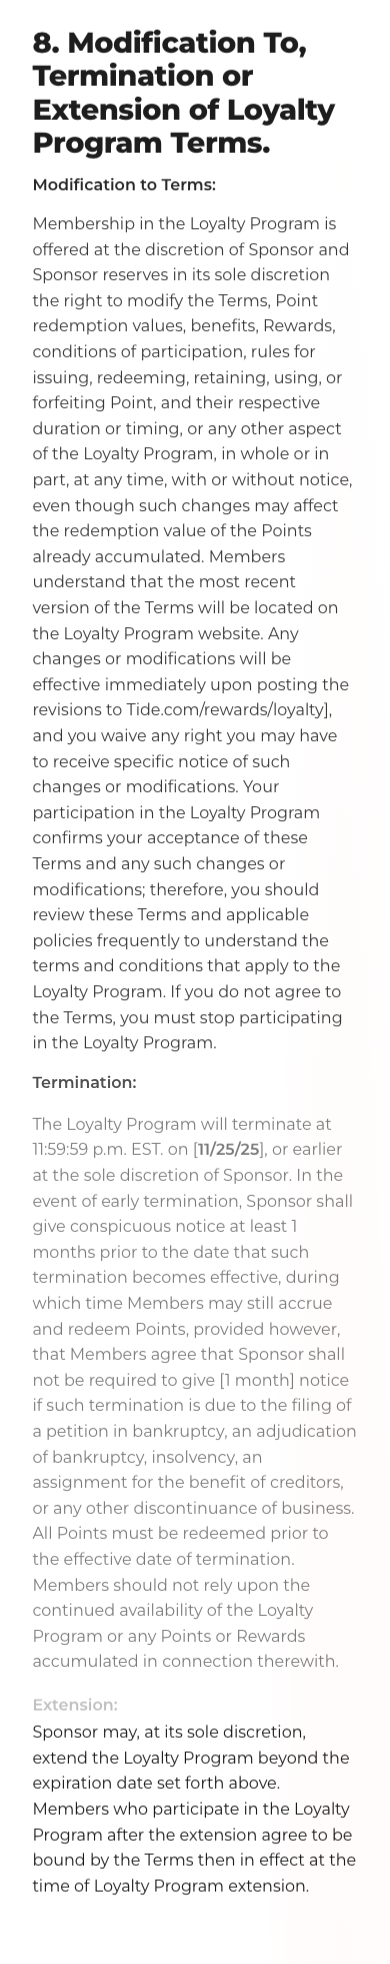 8. Modification To,
Termination or
Extension of Loyalty
Program Terms.
Modification to Terms:
Membership in the Loyalty Program is
offered at the discretion of Sponsor and
Sponsor reserves in its sole discretion
the right to modify the Terms, Point
redemption values, benefits, Rewards,
conditions of participation, rules for
issuing, redeeming, retaining, using, or
forfeiting Point, and their respective
duration or timing, or any other aspect
of the Loyalty Program, in whole or in
part, at any time, with or without notice,
even though such changes may affect
the redemption value of the Points
already accumulated. Members
understand that the most recent
version of the Terms will be located on
the Loyalty Program website. Any
changes or modifications will be
effective immediately upon posting the
revisions to Tide.com/rewards/loyalty],
and you waive any right you may have
to receive specific notice of such
changes or modifications. Your
participation in the Loyalty Program
confirms your acceptance of these
Terms and any such changes or
modifications; therefore, you should
review these Terms and applicable
policies frequently to understand the
terms and conditions that apply to the
Loyalty Program. If you do not agree to
the Terms, you must stop participating
in the Loyalty Program.
Termination:
The Loyalty Program will terminate at
11:59:59 p.m. EST. on [11/25/25], or earlier
at the sole discretion of Sponsor. In the
event of early termination, Sponsor shall
give conspicuous notice at least 1
months prior to the date that such
termination becomes effective, during
which time Members may still accrue
and redeem Points, provided however,
that Members agree that Sponsor shall
not be required to give [1 month] notice
if such termination is due to the filing of
a petition in bankruptcy, an adjudication
of bankruptcy, insolvency, an
assignment for the benefit of creditors,
or any other discontinuance of business.
All Points must be redeemed prior to
the effective date of termination.
Members should not rely upon the
continued availability of the Loyalty
Program or any Points or Rewards
accumulated in connection therewith.
Extension:
Sponsor may, at its sole discretion,
extend the Loyalty Program beyond the
expiration date set forth above.
Members who participate in the Loyalty
Program after the extension agree to be
bound by the Terms then in effect at the
time of Loyalty Program extension.